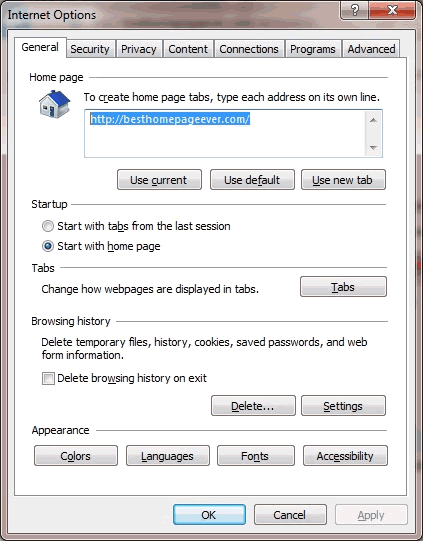 Internet Options
General Security Privacy Content Connections Programs Advanced
Home page
To create home page tabs, type each address on its own line.
http://besthomepageever.com/
Use current Use default Use new tab
Startup
Start with tabs from the last session
Start with home page
Tabs
Change how webpages are displayed in tabs. Tabs
Browsing history
Delete temporary files, history, cookies, saved passwords, and web
form information.
Delete browsing history on exit
Delete... Settings
Appearance
Colors Languages Fonts Accessibility
OK Cancel Apply